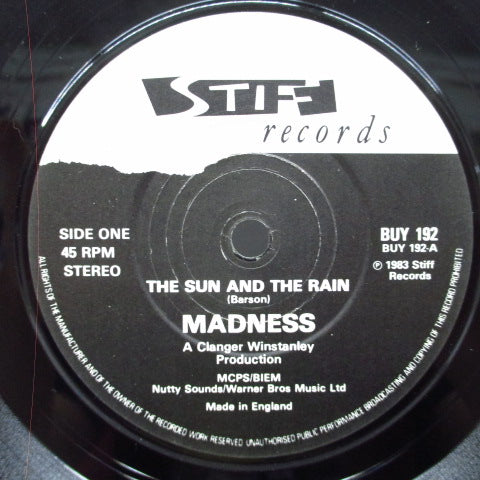 STIFF
records
SIDE ONE
45 RPM
STEREO
BUY 192
BUY 192-A
℗ 1983 Stiff
Records
THE SUN AND THE RAIN
(Barson)
MADNESS
A Clanger Winstanley
Production
MCPS/BIEM
Nutty Sounds/Warner Bros Music Ltd
Made in England
ALL RIGHTS OF THE MANUFACTURER AND OF THE OWNER OF THE RECORDED WORK RESERVED UNAUTHORISED PUBLIC PERFORMANCE BROADCASTING AND COPYING OF THIS RECORD PROHIBITED